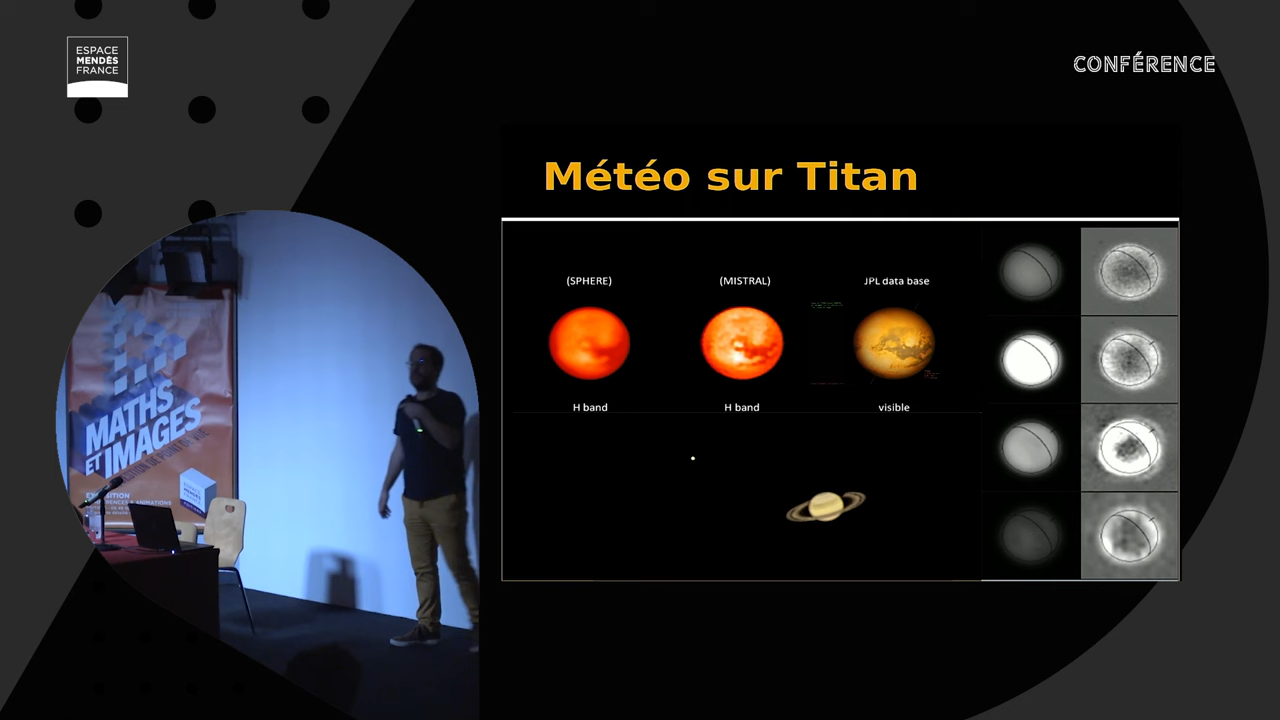 ESPACE
MENDÈS
FRANCE
CONFÉRENCE
Météo sur Titan
(SPHERE)
(MISTRAL)
JPL data base
H band
H band
visible
MATHS
ET IMAGES